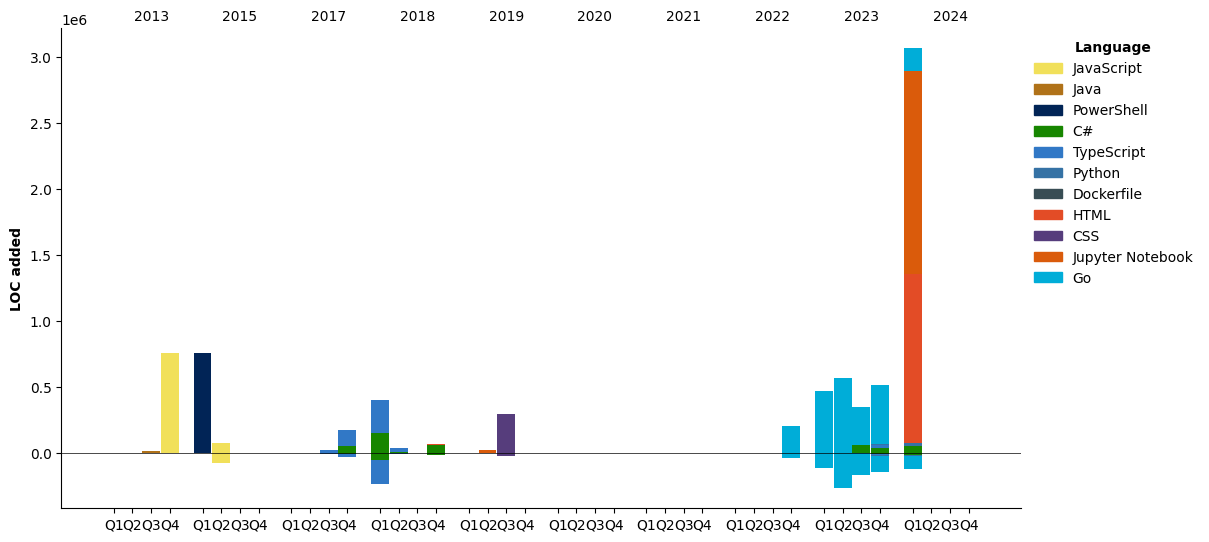 2013 2015 2017 2018 2019 2020 2021 2022 2023 2024
1e6
3.0
2.5
2.0
1.5
1.0
0.5
0.0
LOC added
Q1Q2Q3Q4 Q1Q2Q3Q4 Q1Q2Q3Q4 Q1Q2Q3Q4 Q1Q2Q3Q4 Q1Q2Q3Q4 Q1Q2Q3Q4 Q1Q2Q3Q4 Q1Q2Q3Q4 Q1Q2Q3Q4
Language
JavaScript
Java
PowerShell
C#
TypeScript
Python
Dockerfile
HTML
CSS
Jupyter Notebook
Go